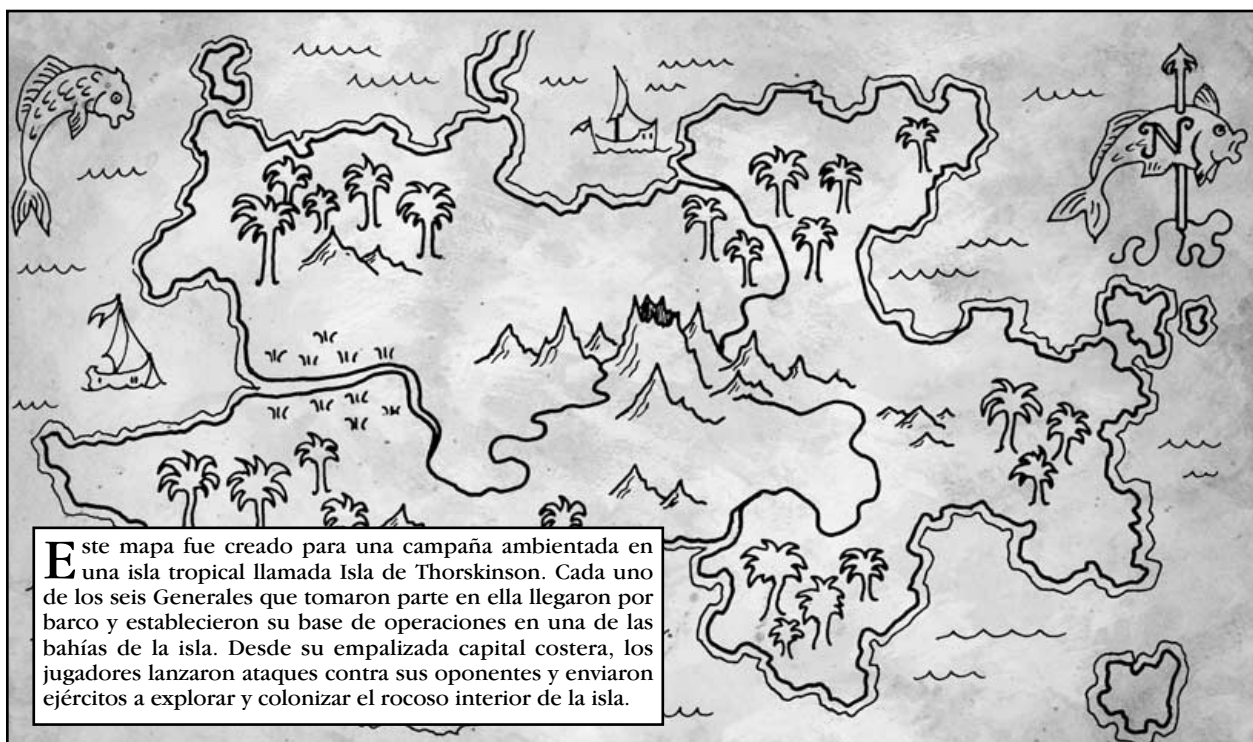 N
Este mapa fue creado para una campaña ambientada en
una isla tropical llamada Isla de Thorskinson. Cada uno
de los seis Generales que tomaron parte en ella llegaron por
barco y establecieron su base de operaciones en una de las
bahías de la isla. Desde su empalizada capital costera, los
jugadores lanzaron ataques contra sus oponentes y enviaron
ejércitos a explorar y colonizar el rocoso interior de la isla.